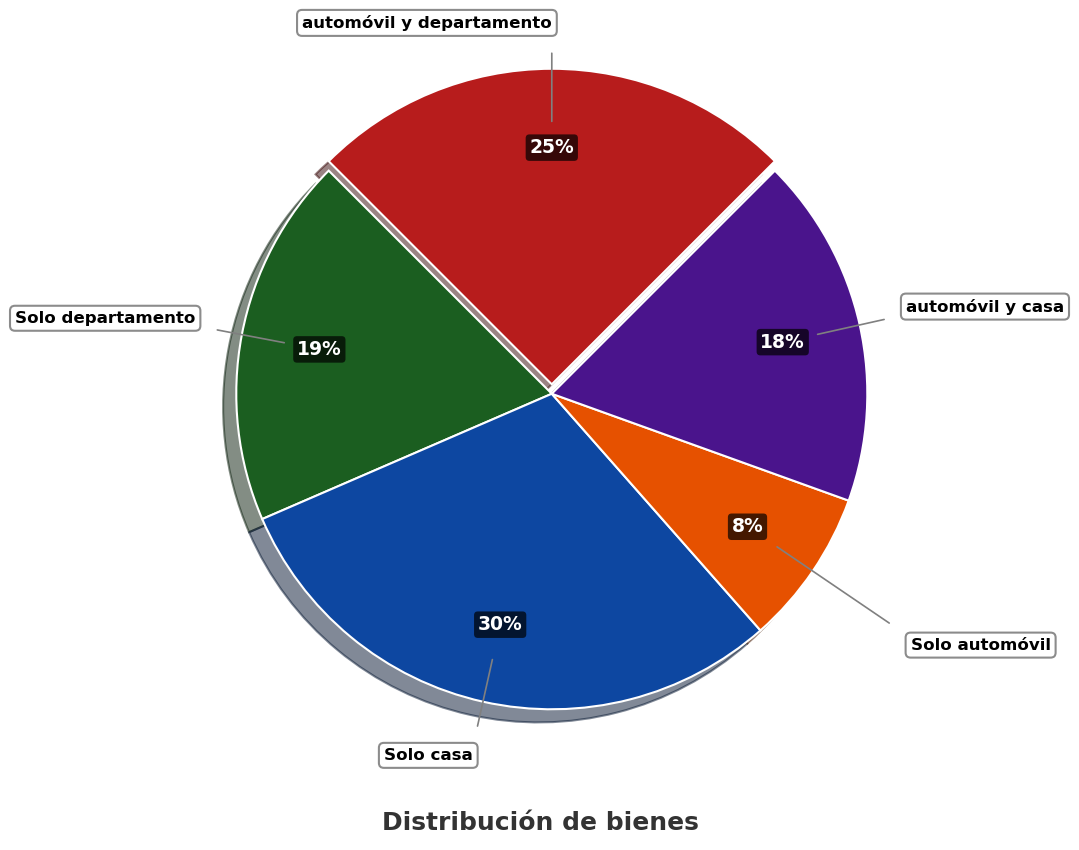 automóvil y departamento
25%
automóvil y casa
18%
Solo departamento
19%
8%
Solo automóvil
30%
Solo casa
Distribución de bienes